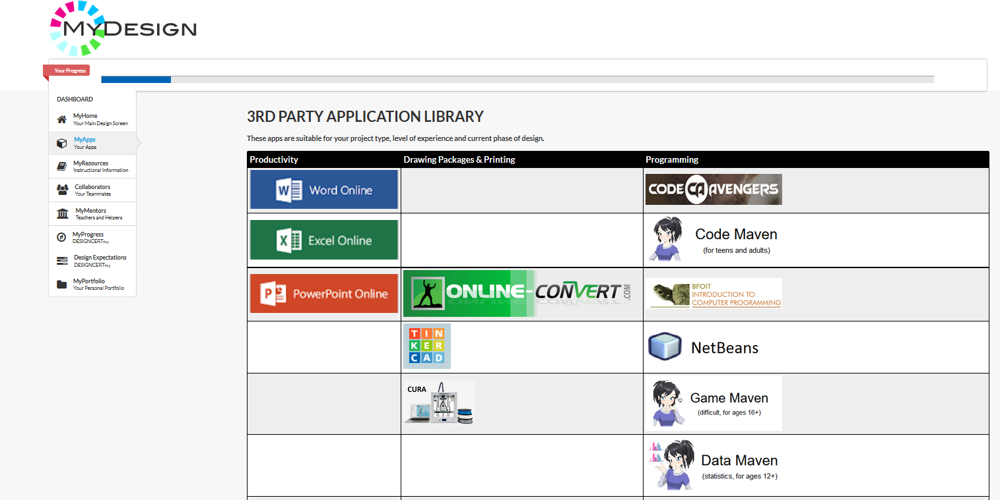 MYDESIGN
Your Progress
DASHBOARD
MyHome
Your Main Design Screen
MyApps
Your Apps
MyResources
Instructional Information
Collaborators
Your Teammates
MyMentors
Teachers and Helpers
MyProgress
DESIGNCERTTM
Design Expectations
DESIGNCERTTM
MyPortfolio
Your Personal Portfolio
3RD PARTY APPLICATION LIBRARY
These apps are suitable for your project type, level of experience and current phase of design.
Productivity Drawing Packages & Printing Programming
W Word Online
CODE CA AVENGERS
X Excel Online
Code Maven
(for teens and adults)
P PowerPoint Online
ONLINE-CONVERT.COM
BFOIT
INTRODUCTION TO
COMPUTER PROGRAMMING
TIN
KER
CAD
NetBeans
CURA
Game Maven
(difficult, for ages 16+)
Data Maven
(statistics, for ages 12+)